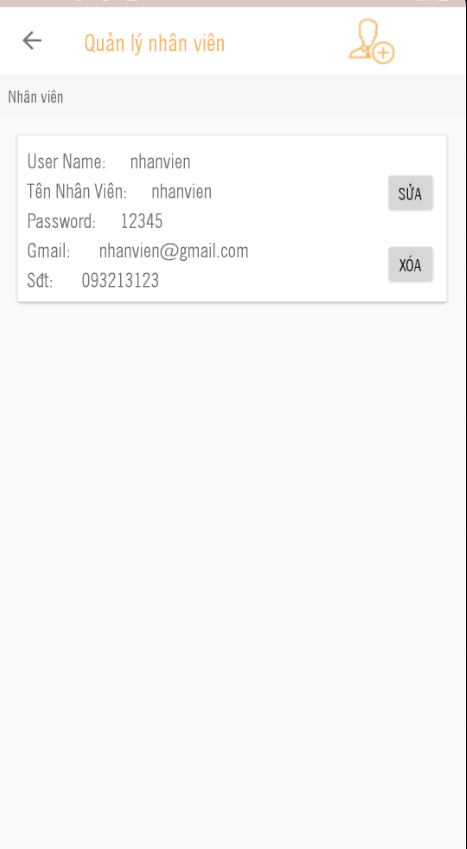 Quản lý nhân viên
Nhân viên
User Name: nhanvien
Tên Nhân Viên: nhanvien
SỬA
Password: 12345
Gmail: nhanvien@gmail.com
XÓA
Sđt: 093213123